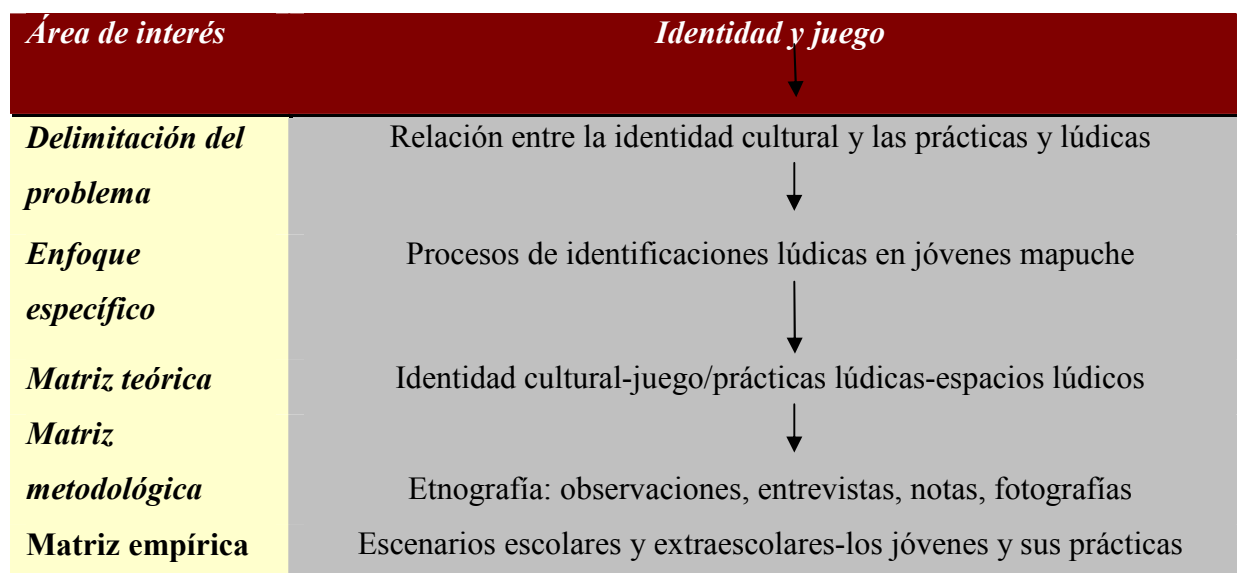 Área de interés Identidad y juego
Delimitación del Relación entre la identidad cultural y las prácticas y lúdicas
problema
Enfoque Procesos de identificaciones lúdicas en jóvenes mapuche
específico
Matriz teórica Identidad cultural-juego/prácticas lúdicas-espacios lúdicos
Matriz
metodológica Etnografía: observaciones, entrevistas, notas, fotografías
Matriz empírica Escenarios escolares y extraescolares-los jóvenes y sus prácticas